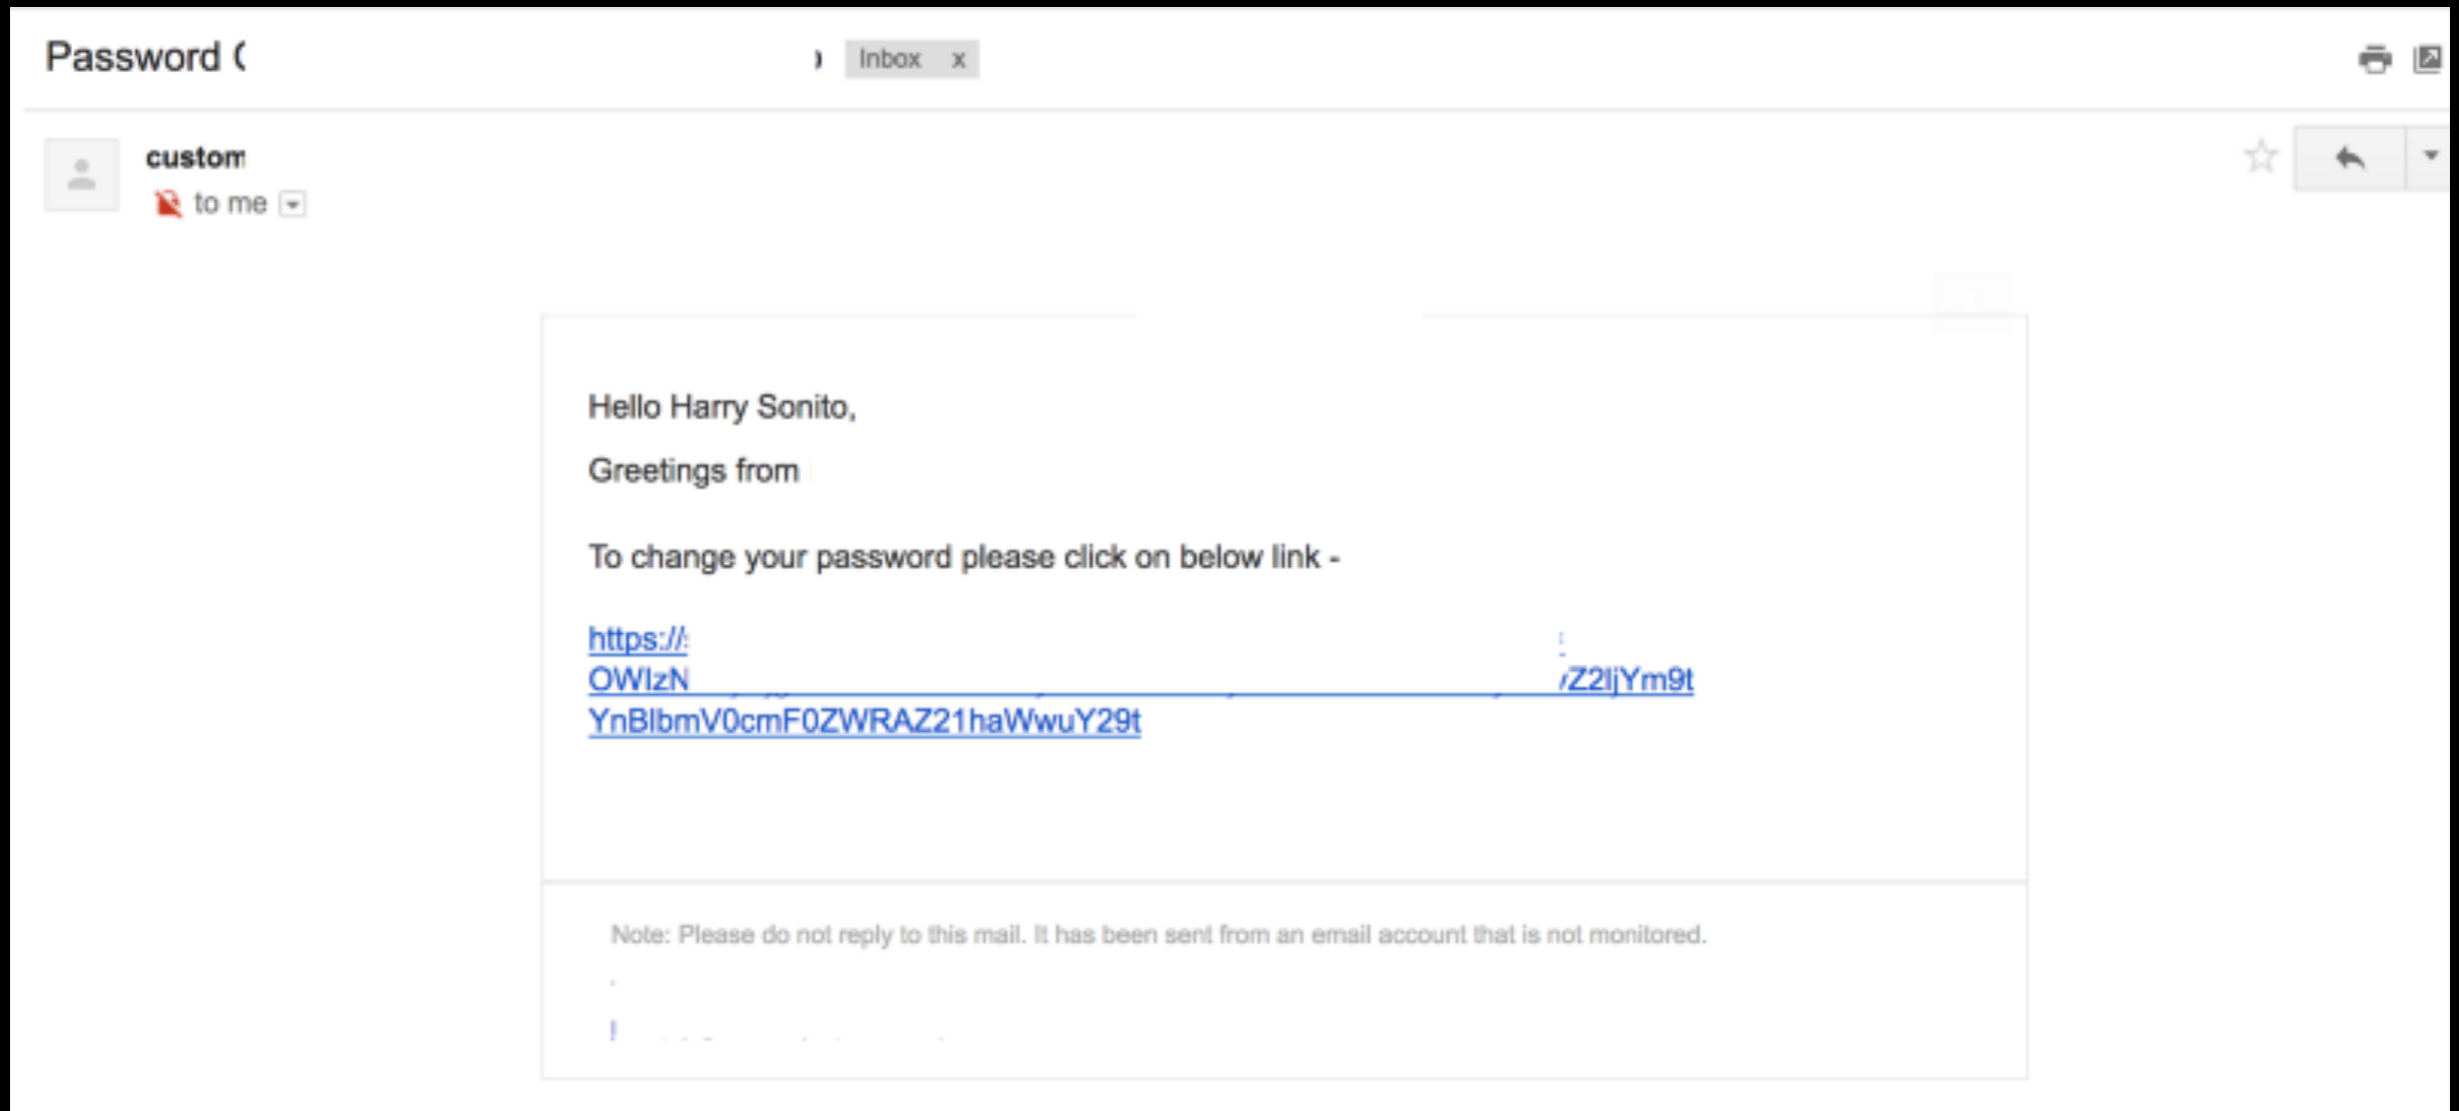 Password
Inbox x
custom
to me
Hello Harry Sonito,
Greetings from
To change your password please click on below link -
https://
OWIzN
Z2ljYm9t
YnBlbmV0cmF0ZWRAZ21haWwuY29t
Note: Please do not reply to this mail. It has been sent from an email account that is not monitored.